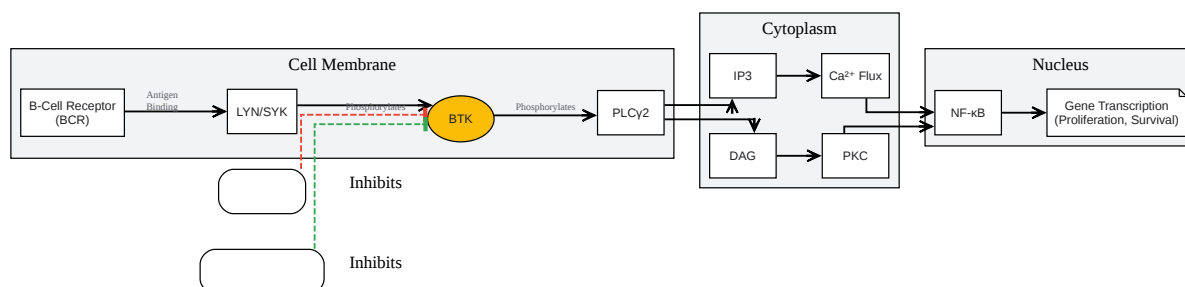 Cell Membrane
B-Cell Receptor
(BCR)
Antigen
Binding
LYN/SYK
Phosphorylates
BTK
Phosphorylates
PLCγ2
Cytoplasm
IP3
Ca²⁺ Flux
DAG
PKC
Nucleus
NF-κB
Gene Transcription
(Proliferation, Survival)
Inhibits
Inhibits